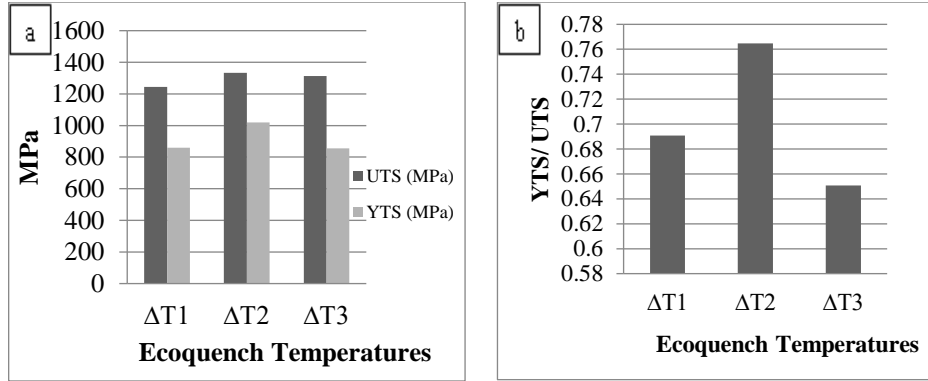 a
1600
1400
1200
1000
800
600
400
200
0
MPa
UTS (MPa)
YTS (MPa)
ΔT1 ΔT2 ΔT3
Ecoquench Temperatures
b
0.78
0.76
0.74
0.72
0.7
0.68
0.66
0.64
0.62
0.6
0.58
YTS/ UTS
ΔT1 ΔT2 ΔT3
Ecoquench Temperatures